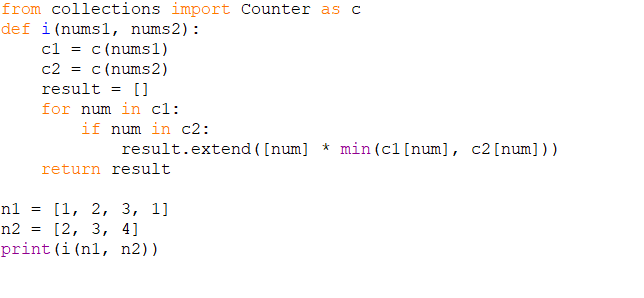 from collections import Counter as c
def i(nums1, nums2):
    c1 = c(nums1)
    c2 = c(nums2)
    result = []
    for num in c1:
        if num in c2:
            result.extend([num] * min(c1[num], c2[num]))
    return result

n1 = [1, 2, 3, 1]
n2 = [2, 3, 4]
print(i(n1, n2))